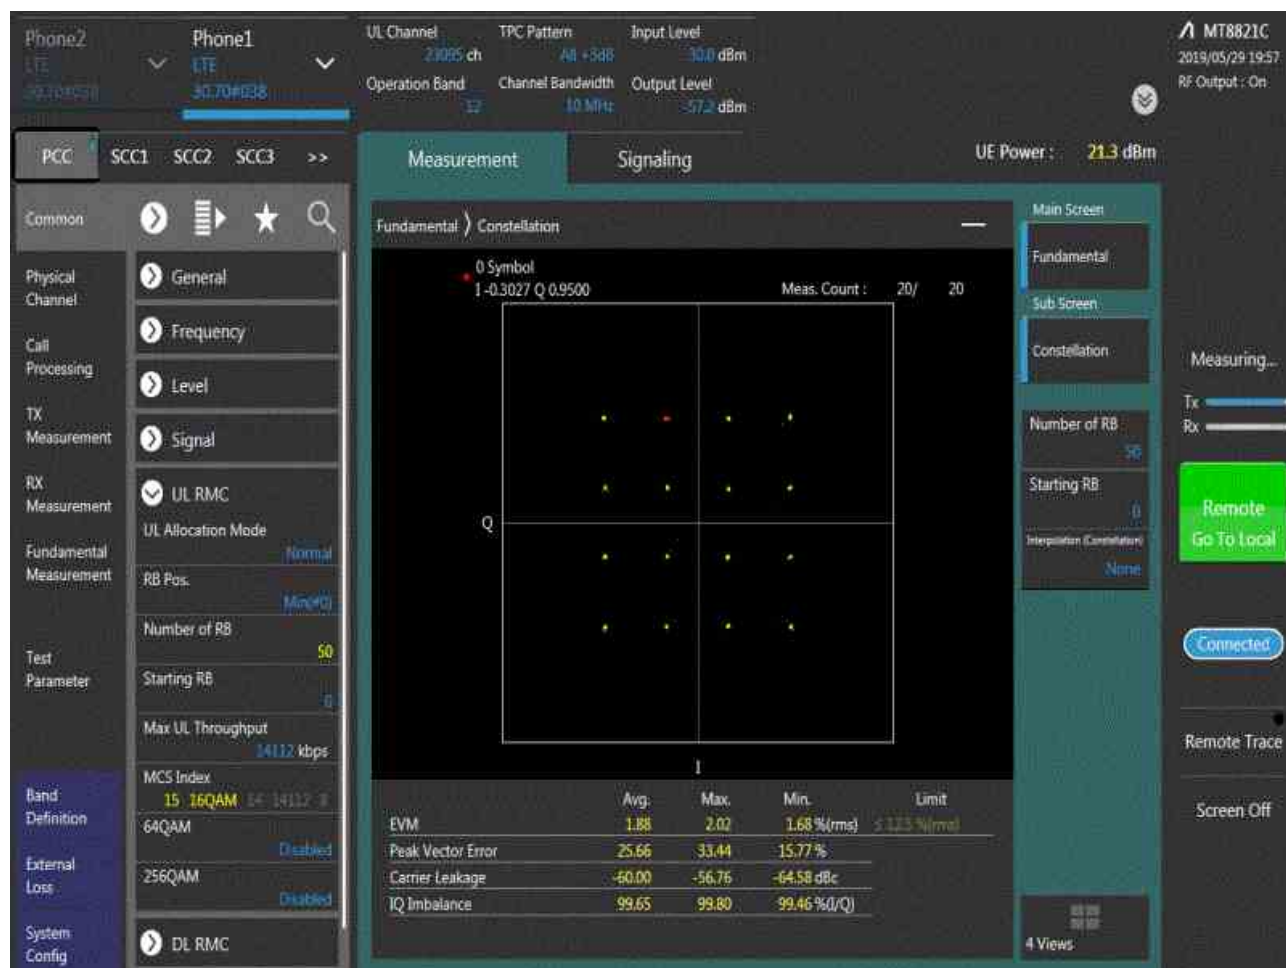 Phone2
LTE
Phone1
LTE
30.70#038
UL Channel
23095 ch
TPC Pattern
All +3dB
Input Level
30.0 dBm
Operation Band
12
Channel Bandwidth
10 MHz
Output Level
-57.2 dBm
MT8821C
2019/05/29 19:57
RF Output : On
PCC
SCC1
SCC2
SCC3
>>
Measurement
Signaling
UE Power : 21.3 dBm
Common
Physical
Channel
Call
Processing
TX
Measurement
RX
Measurement
Fundamental
Measurement
Test
Parameter
Band
Definition
External
Loss
System
Config
General
Frequency
Level
Signal
UL RMC
UL Allocation Mode
Normal
RB Pos.
Min(#0)
Number of RB
50
Starting RB
0
Max UL Throughput
14112 kbps
MCS Index
15 16QAM 14 14112
64QAM
Disabled
256QAM
Disabled
DL RMC
Fundamental 〉 Constellation
0 Symbol
I -0.3027 Q 0.9500
Meas. Count : 20/ 20
Q
I
Avg. Max. Min. Limit
EVM 1.88 2.02 1.68 %(rms) ≤ 12.5 %(rms)
Peak Vector Error 25.66 33.44 15.77 %
Carrier Leakage -60.00 -56.76 -64.58 dBc
IQ Imbalance 99.65 99.80 99.46 %(I/Q)
Main Screen
Fundamental
Sub Screen
Constellation
Number of RB
50
Starting RB
0
Interpolation (Constellation)
None
4 Views
Measuring...
Tx
Rx
Remote
Go To Local
Connected
Remote Trace
Screen Off